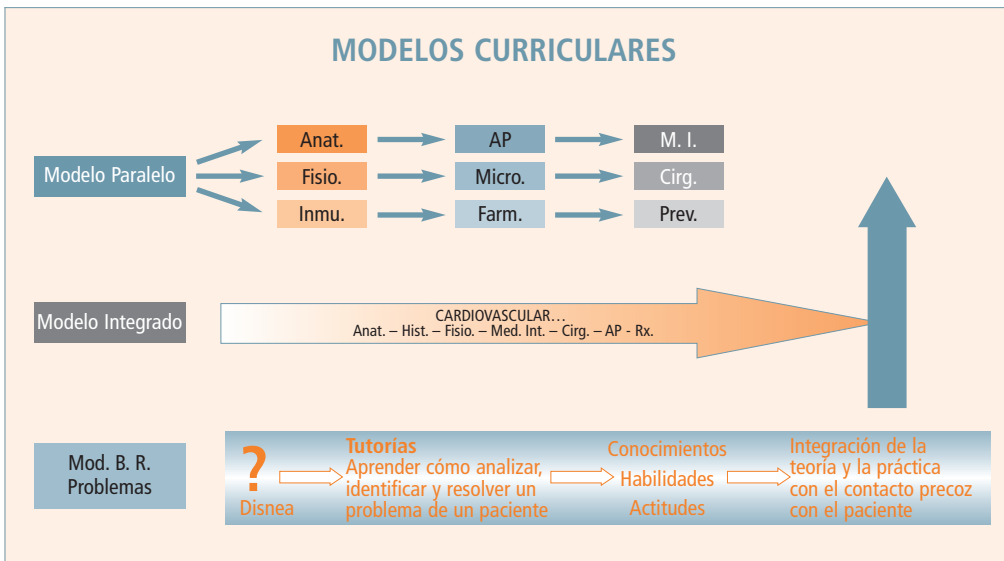 MODELOS CURRICULARES
Modelo Paralelo
Anat.
AP
M. I.
Fisio.
Micro.
Cirg.
Inmu.
Farm.
Prev.
Modelo Integrado
CARDIOVASCULAR...
Anat. – Hist. – Fisio. – Med. Int. – Cirg. – AP - Rx.
Mod. B. R.
Problemas
?
Disnea
Tutorías
Aprender cómo analizar,
identificar y resolver un
problema de un paciente
Conocimientos
Habilidades
Actitudes
Integración de la
teoría y la práctica
con el contacto precoz
con el paciente